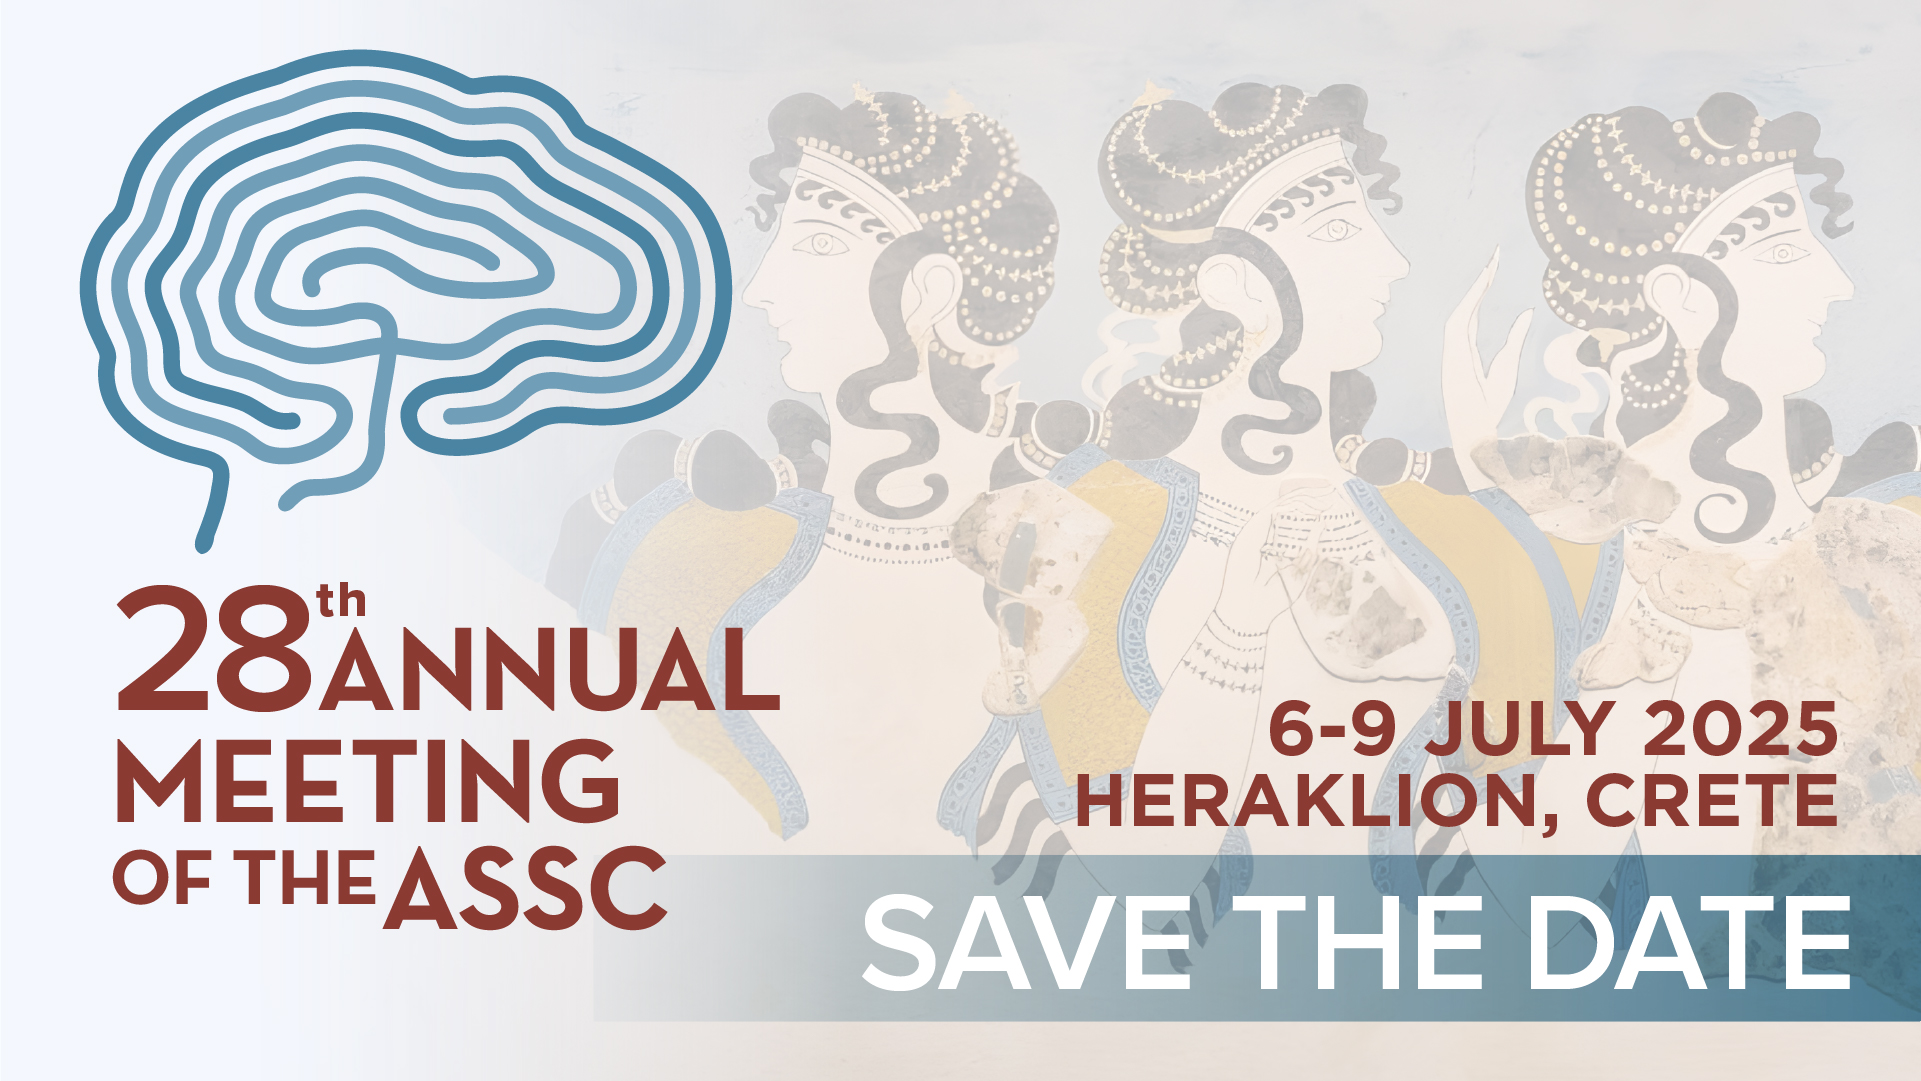 28th ANNUAL
MEETING
OF THE ASSC
6-9 JULY 2025
HERAKLION, CRETE
SAVE THE DATE